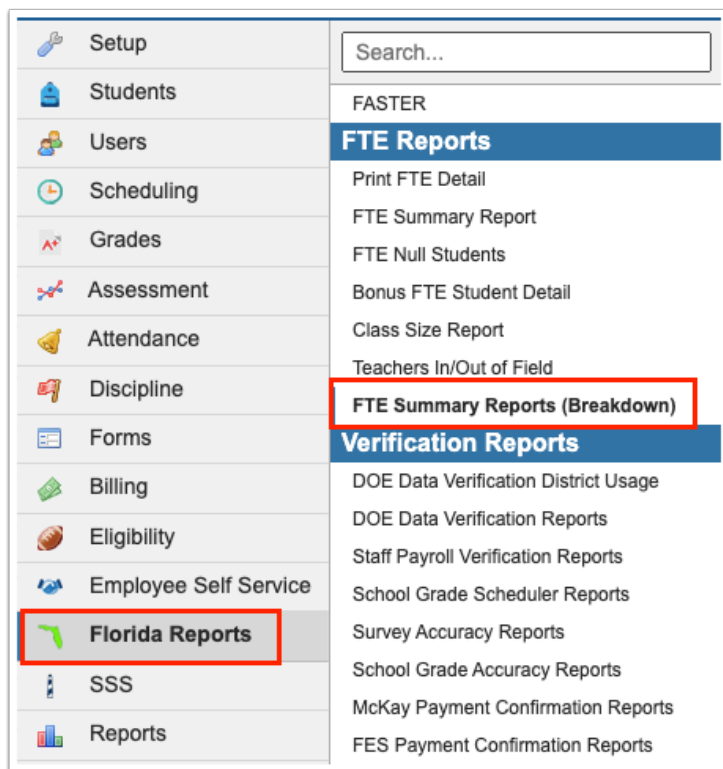 Setup
Students
Users
Scheduling
Grades
Assessment
Attendance
Discipline
Forms
Billing
Eligibility
Employee Self Service
Florida Reports
SSS
Reports
Search...
FASTER
FTE Reports
Print FTE Detail
FTE Summary Report
FTE Null Students
Bonus FTE Student Detail
Class Size Report
Teachers In/Out of Field
FTE Summary Reports (Breakdown)
Verification Reports
DOE Data Verification District Usage
DOE Data Verification Reports
Staff Payroll Verification Reports
School Grade Scheduler Reports
Survey Accuracy Reports
School Grade Accuracy Reports
McKay Payment Confirmation Reports
FES Payment Confirmation Reports